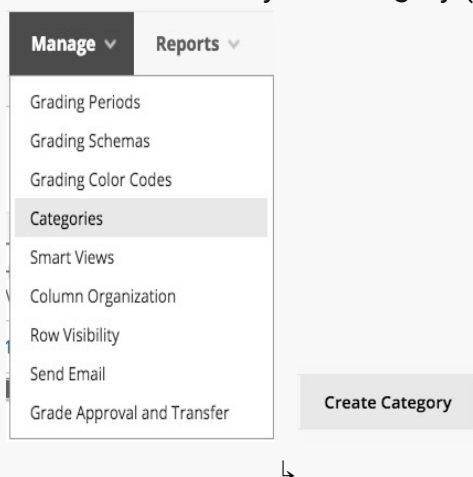 Manage Reports
Grading Periods
Grading Schemas
Grading Color Codes
Categories
Smart Views
Column Organization
Row Visibility
Send Email
Grade Approval and Transfer
Create Category